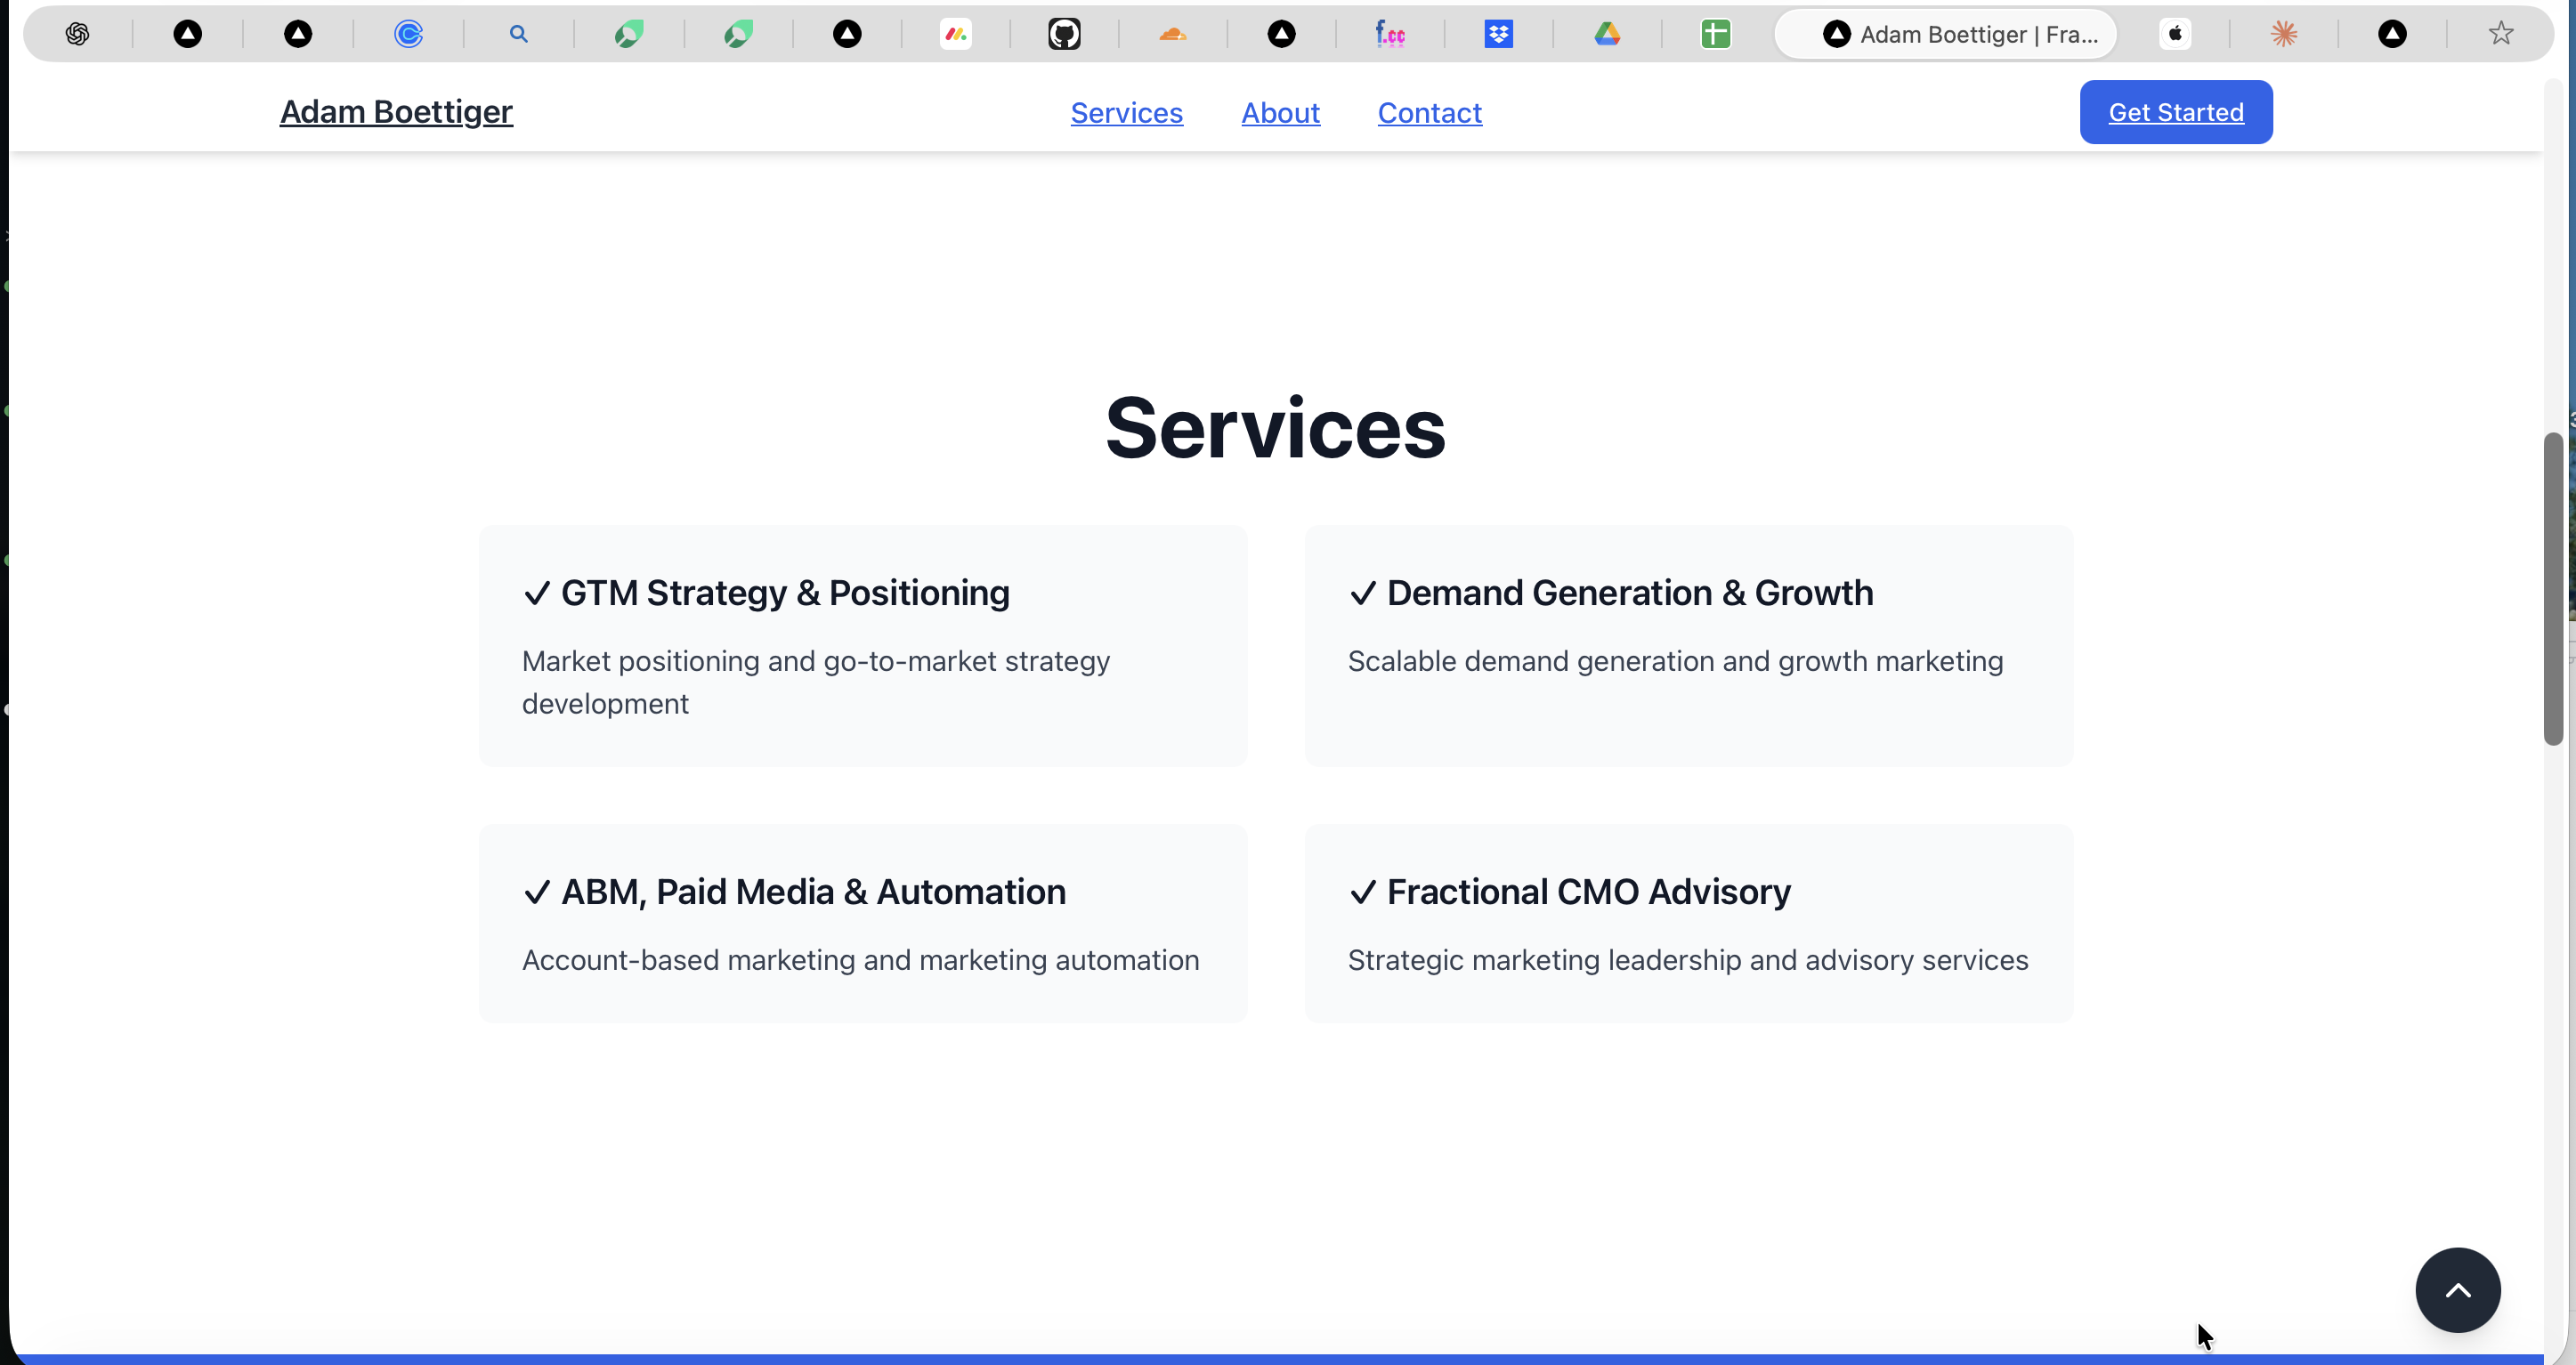 f.cc
Adam Boettiger | Fra...
Adam Boettiger
Services
About
Contact
Get Started
Services
✓ GTM Strategy & Positioning
Market positioning and go-to-market strategy
development
✓ Demand Generation & Growth
Scalable demand generation and growth marketing
✓ ABM, Paid Media & Automation
Account-based marketing and marketing automation
✓ Fractional CMO Advisory
Strategic marketing leadership and advisory services